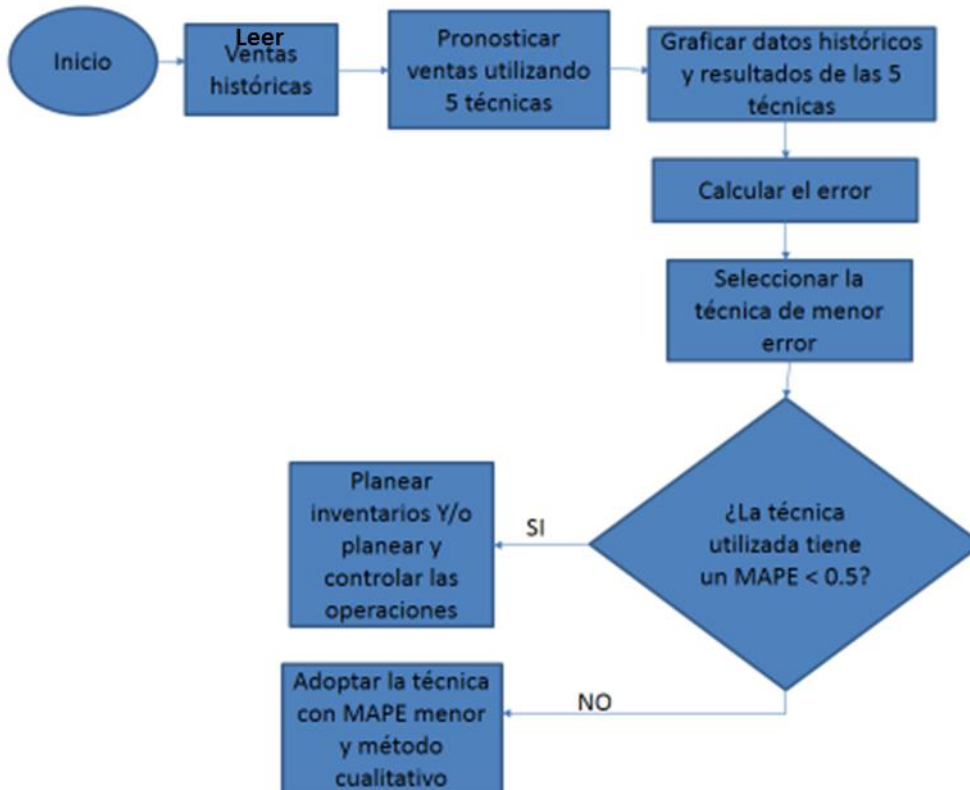 Inicio
Leer
Ventas
históricas
Pronosticar
ventas utilizando
5 técnicas
Graficar datos históricos
y resultados de las 5
técnicas
Calcular el error
Seleccionar la
técnica de menor
error
¿La técnica
utilizada tiene
un MAPE < 0.5?
SI
Planear
inventarios Y/o
planear y
controlar las
operaciones
NO
Adoptar la técnica
con MAPE menor
y método
cualitativo